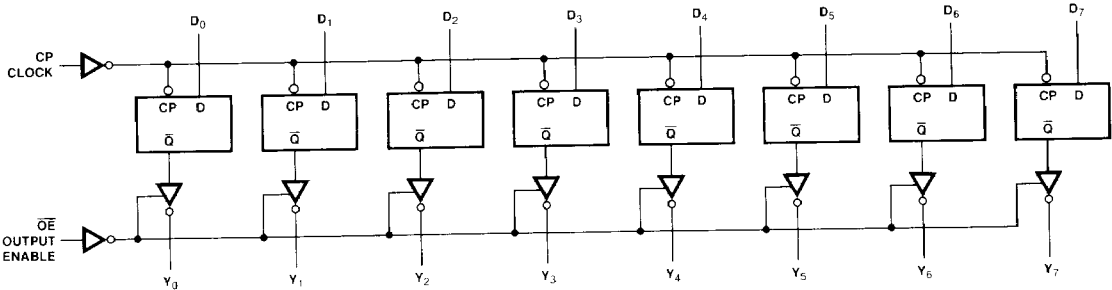 D₀ D₁ D₂ D₃ D₄ D₅ D₆ D₇
CP
CLOCK
CP D CP D CP D CP D CP D CP D CP D CP D
Q̅ Q̅ Q̅ Q̅ Q̅ Q̅ Q̅ Q̅
O̅E̅
OUTPUT
ENABLE
Y₀ Y₁ Y₂ Y₃ Y₄ Y₅ Y₆ Y₇